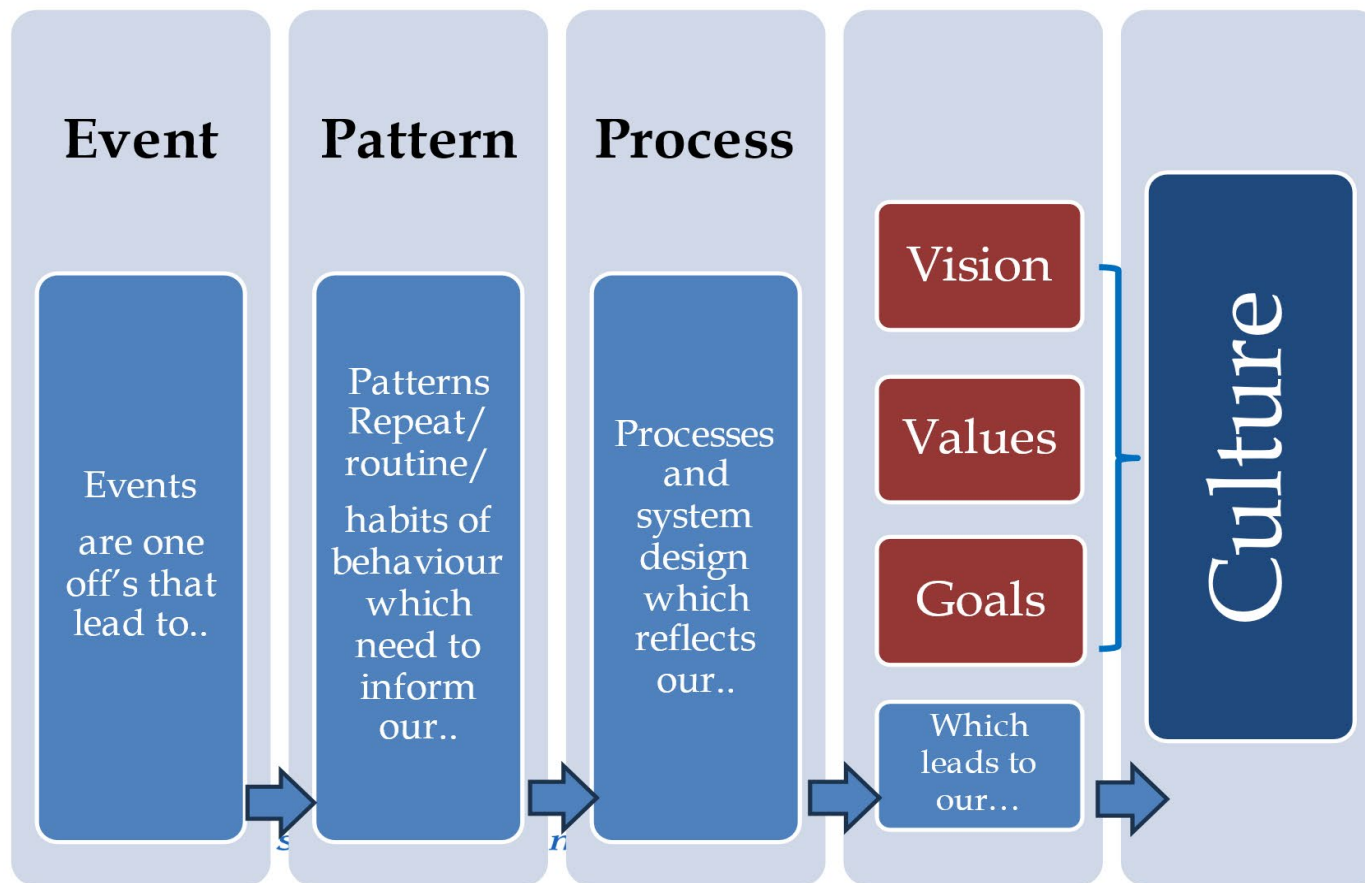 Event
Events
are one
off’s that
lead to..
Pattern
Patterns
Repeat/
routine/
habits of
behaviour
which
need to
inform
our..
Process
Processes
and
system
design
which
reflects
our..
Vision
Values
Goals
Which
leads to
our…
Culture